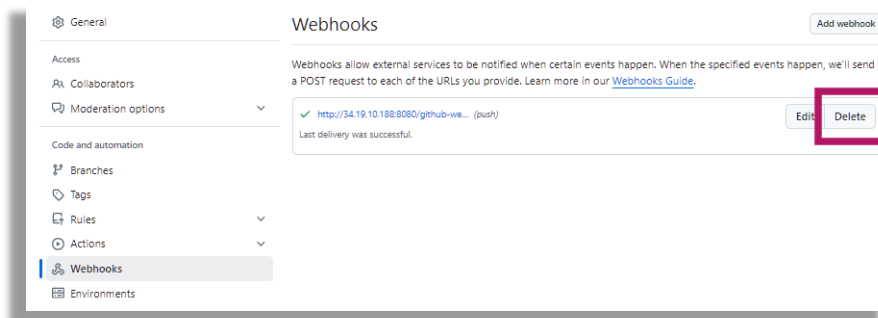 General
Access
Collaborators
Moderation options
Code and automation
Branches
Tags
Rules
Actions
Webhooks
Environments
Webhooks
Add webhook
Webhooks allow external services to be notified when certain events happen. When the specified events happen, we'll send
a POST request to each of the URLs you provide. Learn more in our Webhooks Guide.
http://34.19.10.188:8080/github-we... (push)
Edit
Delete
Last delivery was successful.